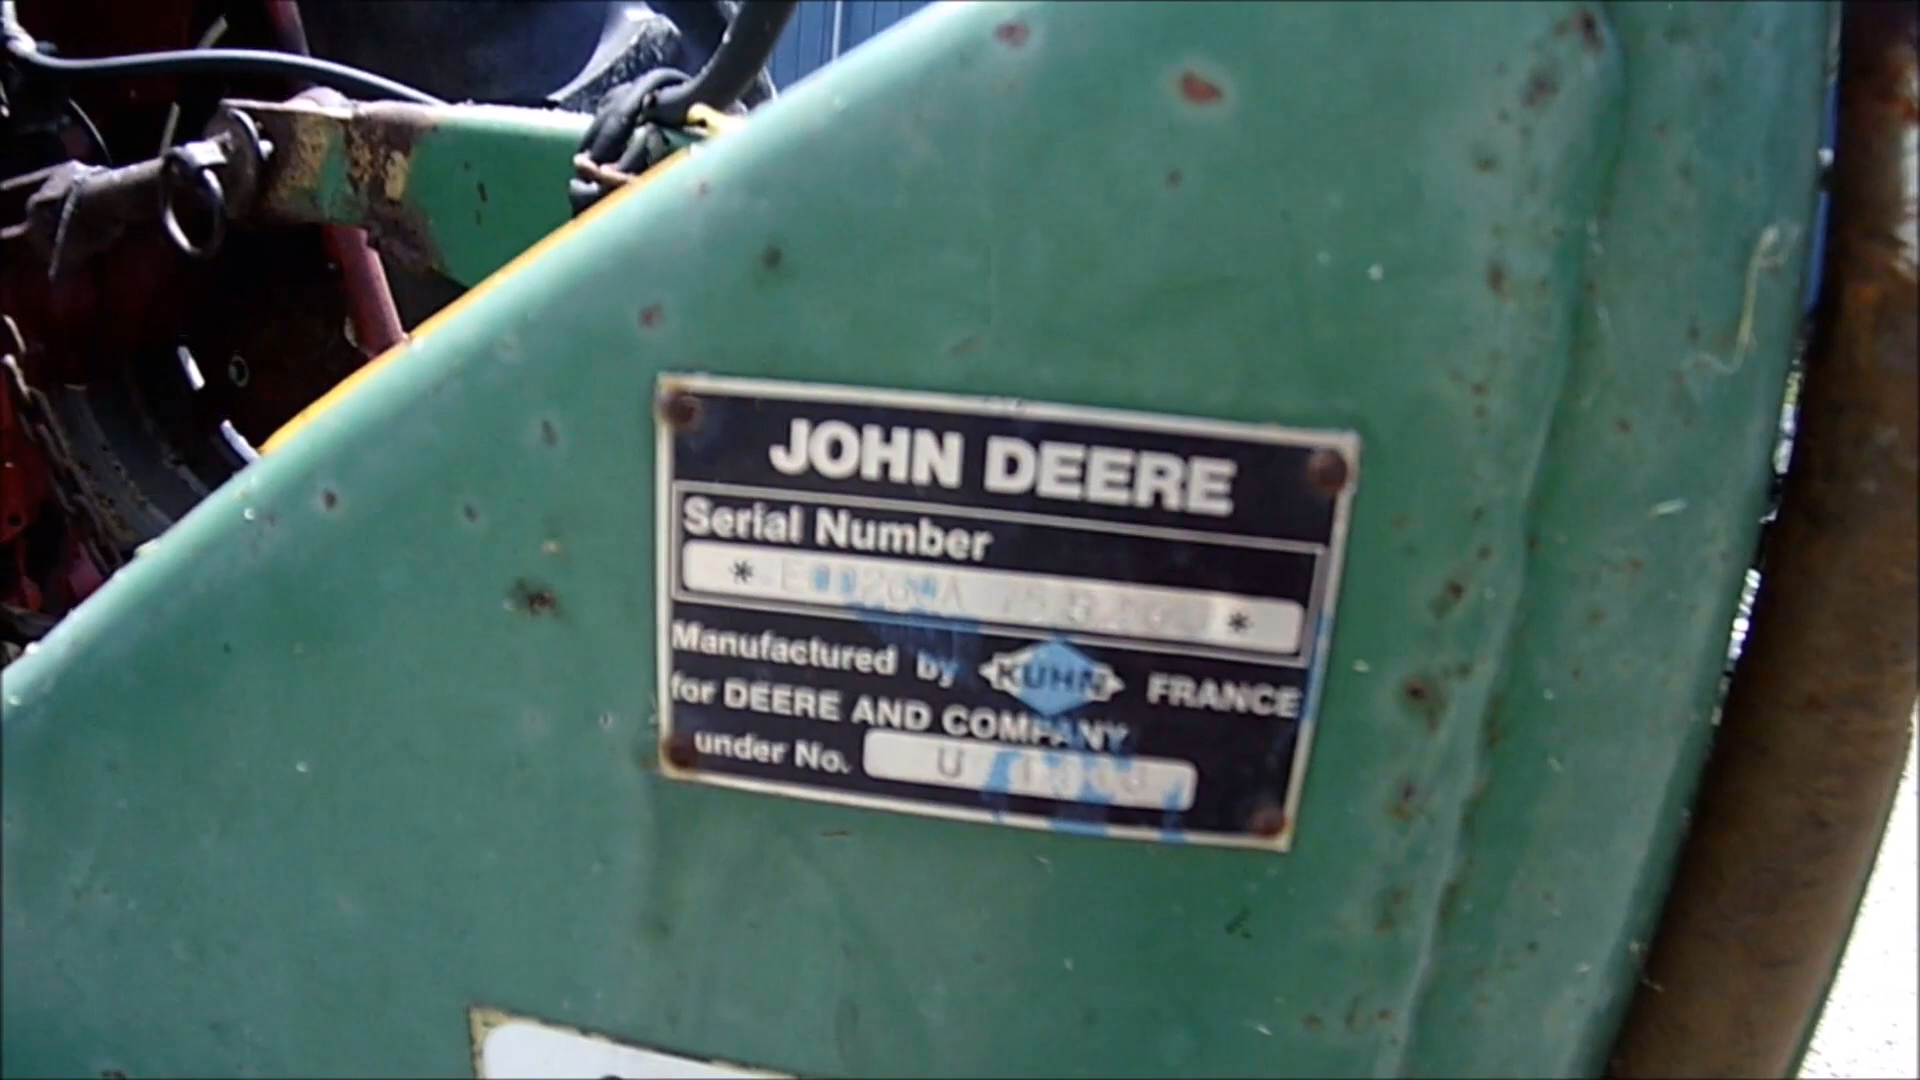 JOHN DEERE
Serial Number
Manufactured by KUHN FRANCE
for DEERE AND COMPANY
under No. U